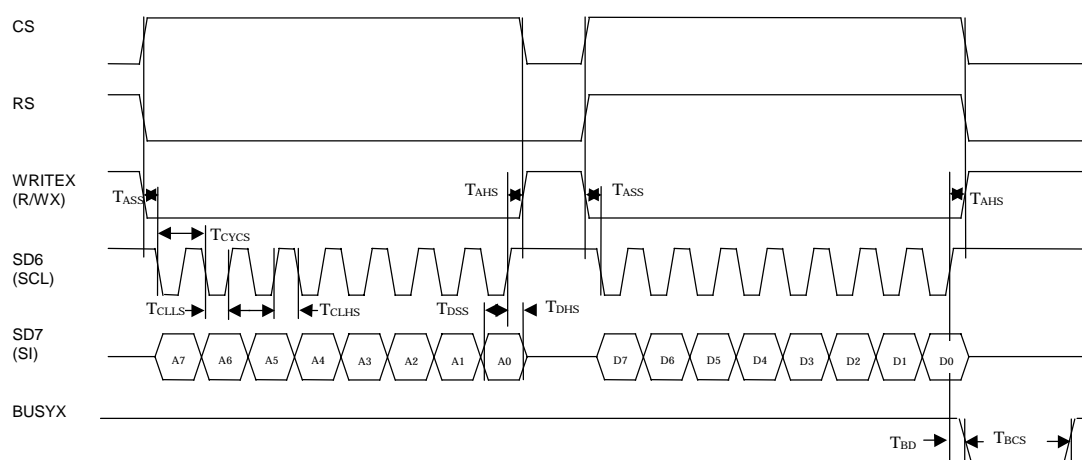 CS
RS
WRITEX
(R/WX)
TASS
TAHS
TASS
TAHS
TCYCS
SD6
(SCL)
TCLLS
TCLHS
TDSS
TDHS
SD7
(SI)
A7 A6 A5 A4 A3 A2 A1 A0 D7 D6 D5 D4 D3 D2 D1 D0
BUSYX
TBD
TBCS